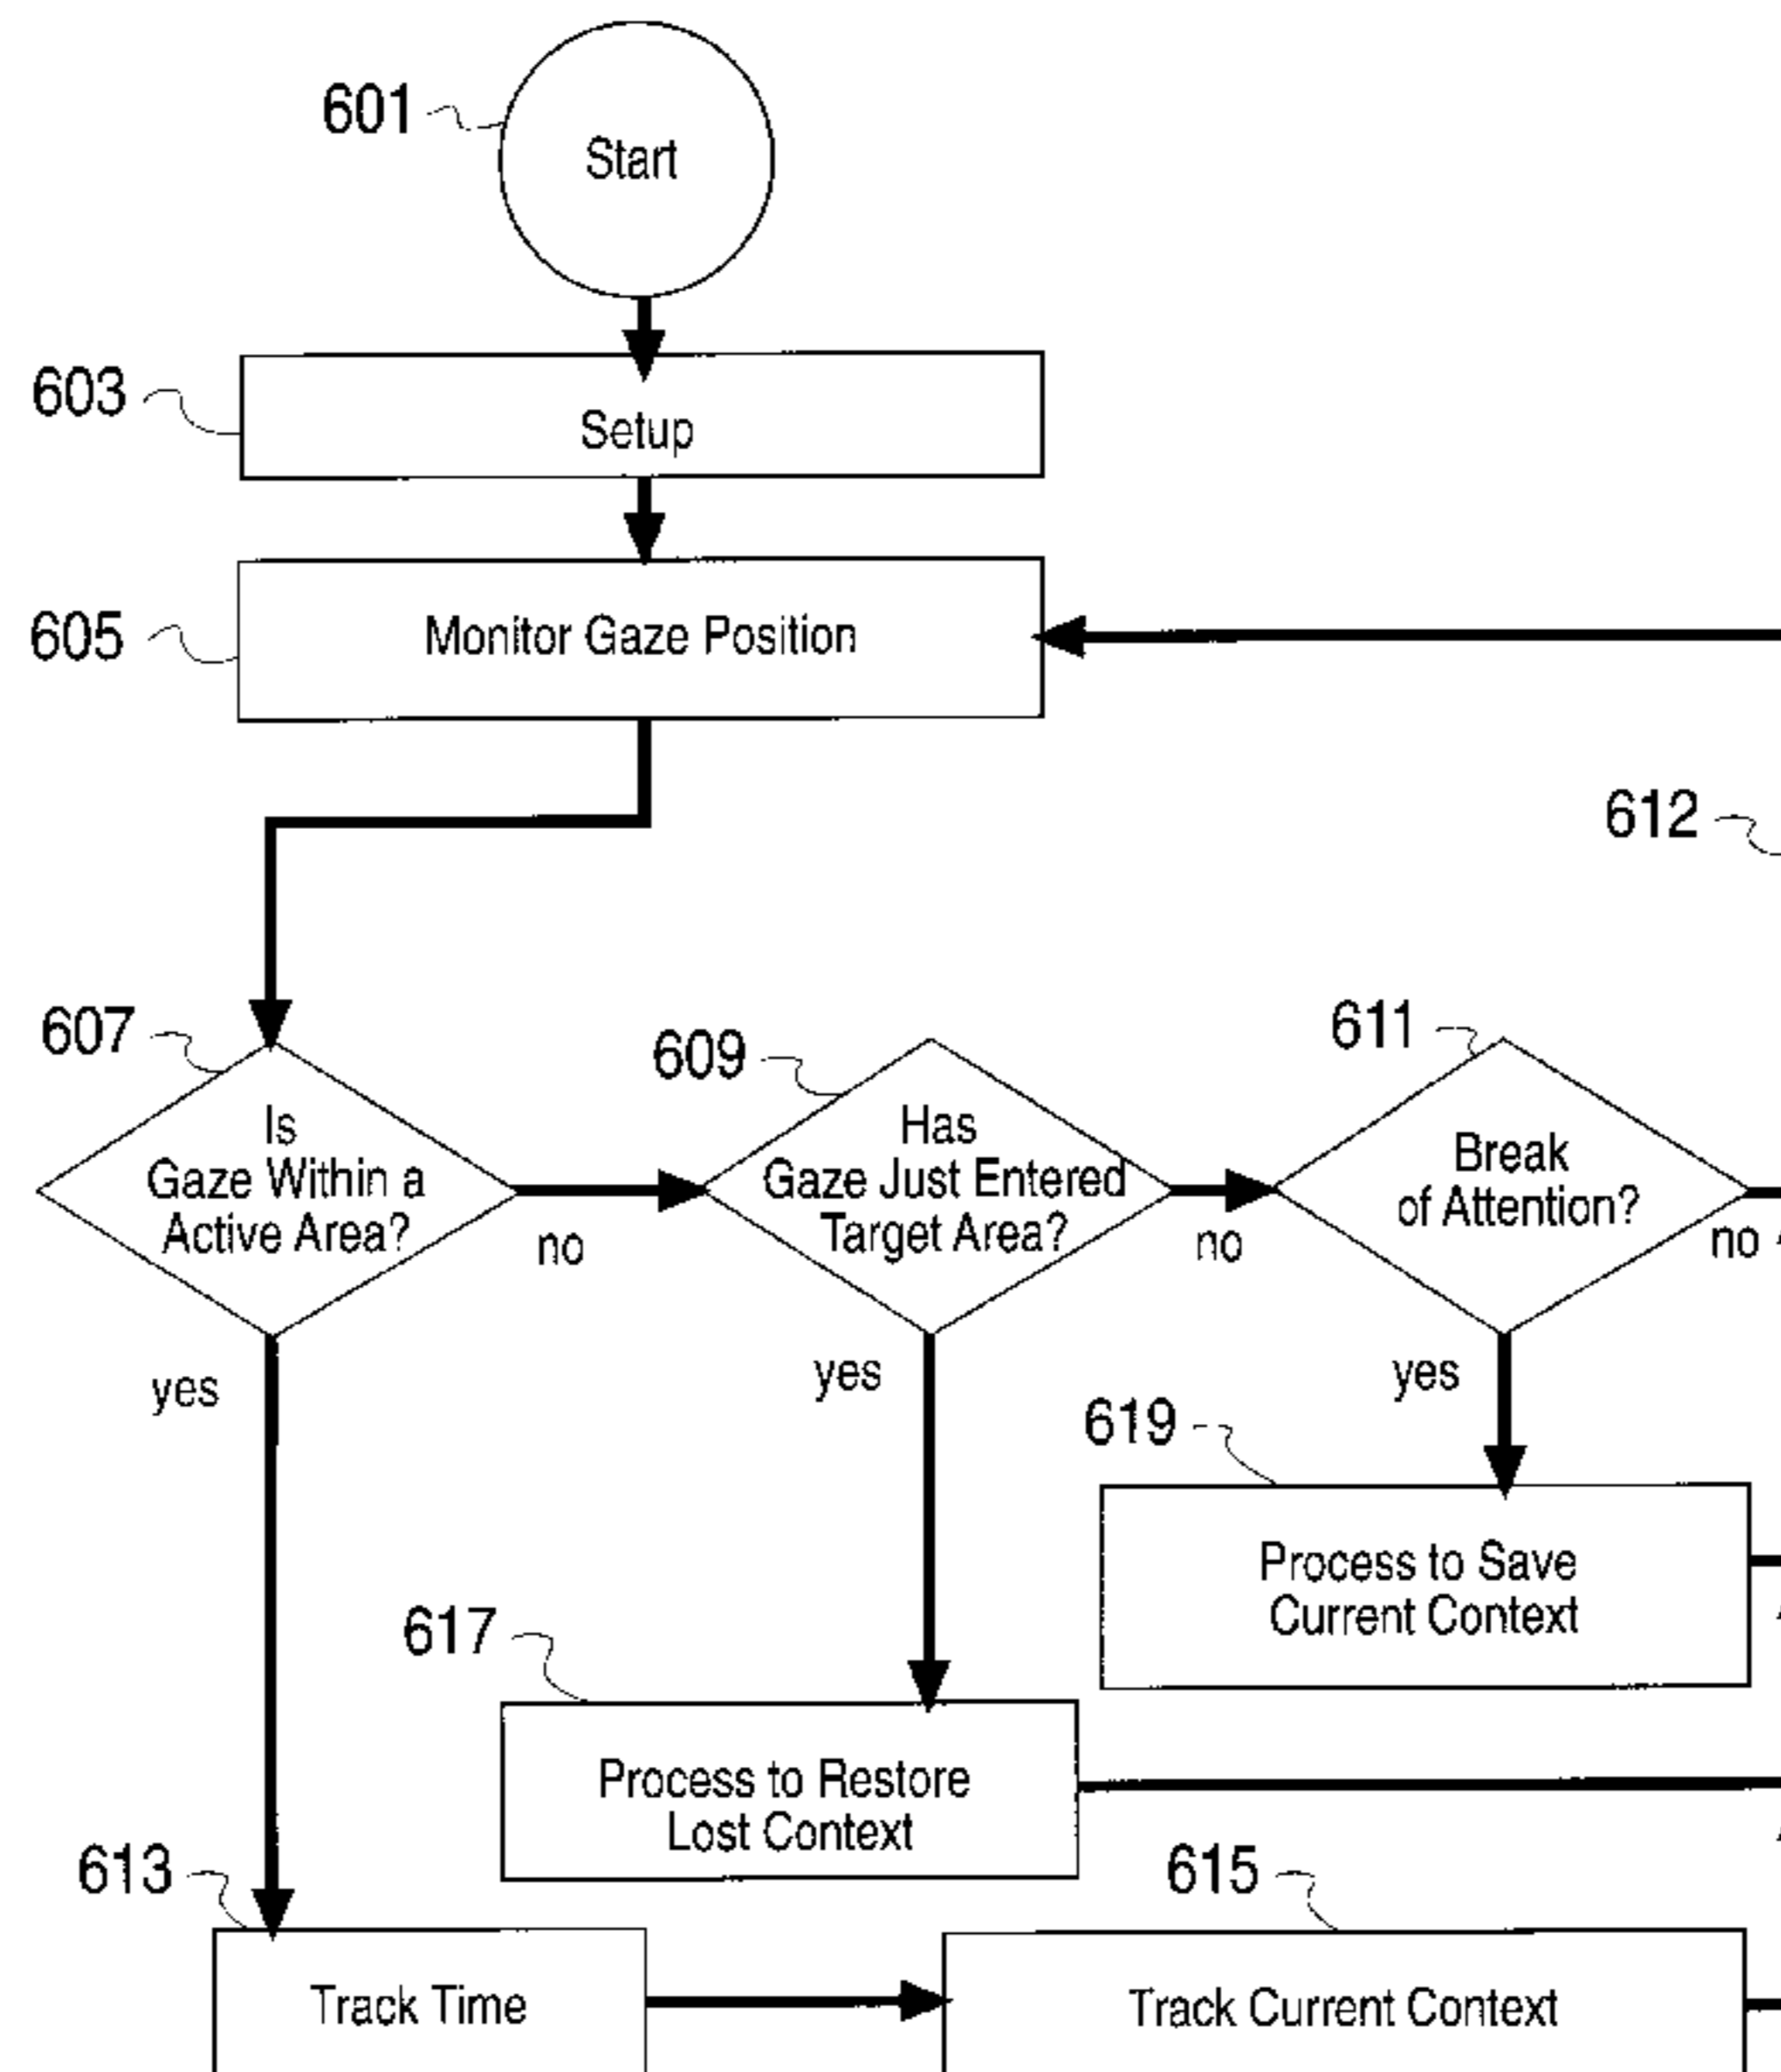 601
Start
603
Setup
605
Monitor Gaze Position
612
607
Is
Gaze Within a
Active Area?
no
yes
609
Has
Gaze Just Entered
Target Area?
no
yes
611
Break
of Attention?
no
yes
619
Process to Save
Current Context
617
Process to Restore
Lost Context
613
Track Time
615
Track Current Context